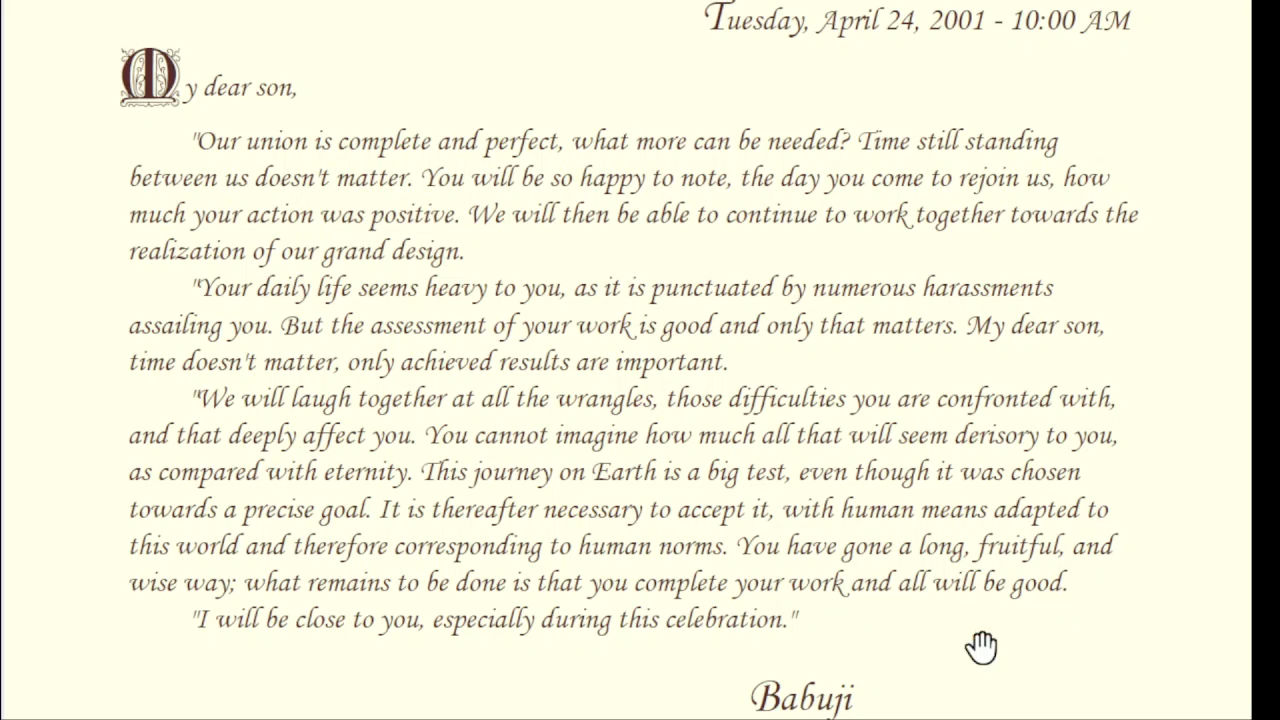 Tuesday, April 24, 2001 - 10:00 AM
My dear son,
"Our union is complete and perfect, what more can be needed? Time still standing
between us doesn't matter. You will be so happy to note, the day you come to rejoin us, how
much your action was positive. We will then be able to continue to work together towards the
realization of our grand design.
"Your daily life seems heavy to you, as it is punctuated by numerous harassments
assailing you. But the assessment of your work is good and only that matters. My dear son,
time doesn't matter, only achieved results are important.
"We will laugh together at all the wrangles, those difficulties you are confronted with,
and that deeply affect you. You cannot imagine how much all that will seem derisory to you,
as compared with eternity. This journey on Earth is a big test, even though it was chosen
towards a precise goal. It is thereafter necessary to accept it, with human means adapted to
this world and therefore corresponding to human norms. You have gone a long, fruitful, and
wise way; what remains to be done is that you complete your work and all will be good.
"I will be close to you, especially during this celebration."
Babuji